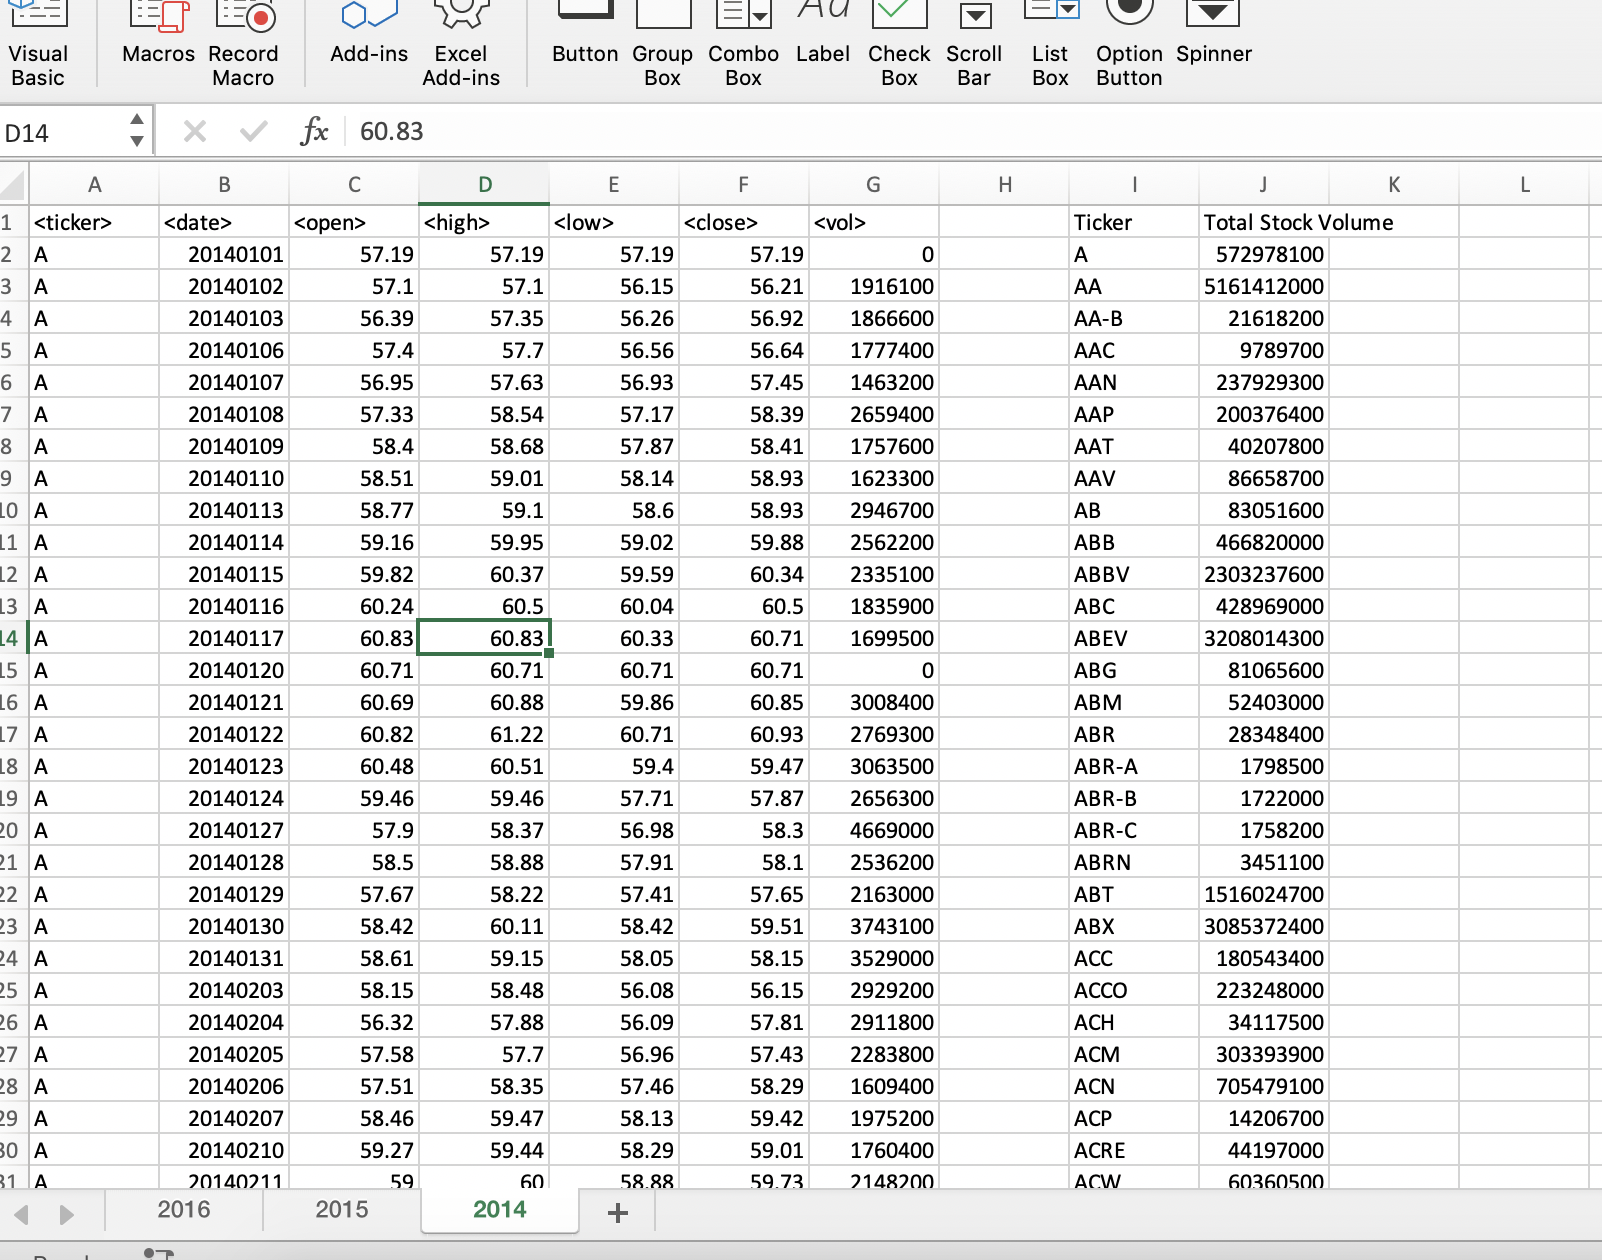 Visual Basic Macros Record Macro Add-ins Excel Add-ins Button Group Box Combo Box Label Check Box Scroll Bar List Box Option Button Spinner
D14 fx 60.83
A B C D E F G H I J K L
1 <ticker> <date> <open> <high> <low> <close> <vol> Ticker Total Stock Volume
2 A 20140101 57.19 57.19 57.19 57.19 0 A 572978100
3 A 20140102 57.1 57.1 56.15 56.21 1916100 AA 5161412000
4 A 20140103 56.39 57.35 56.26 56.92 1866600 AA-B 21618200
5 A 20140106 57.4 57.7 56.56 56.64 1777400 AAC 9789700
6 A 20140107 56.95 57.63 56.93 57.45 1463200 AAN 237929300
7 A 20140108 57.33 58.54 57.17 58.39 2659400 AAP 200376400
8 A 20140109 58.4 58.68 57.87 58.41 1757600 AAT 40207800
9 A 20140110 58.51 59.01 58.14 58.93 1623300 AAV 86658700
10 A 20140113 58.77 59.1 58.6 58.93 2946700 AB 83051600
11 A 20140114 59.16 59.95 59.02 59.88 2562200 ABB 466820000
12 A 20140115 59.82 60.37 59.59 60.34 2335100 ABBV 2303237600
13 A 20140116 60.24 60.5 60.04 60.5 1835900 ABC 428969000
14 A 20140117 60.83 60.83 60.33 60.71 1699500 ABEV 3208014300
15 A 20140120 60.71 60.71 60.71 60.71 0 ABG 81065600
16 A 20140121 60.69 60.88 59.86 60.85 3008400 ABM 52403000
17 A 20140122 60.82 61.22 60.71 60.93 2769300 ABR 28348400
18 A 20140123 60.48 60.51 59.4 59.47 3063500 ABR-A 1798500
19 A 20140124 59.46 59.46 57.71 57.87 2656300 ABR-B 1722000
20 A 20140127 57.9 58.37 56.98 58.3 4669000 ABR-C 1758200
21 A 20140128 58.5 58.88 57.91 58.1 2536200 ABRN 3451100
22 A 20140129 57.67 58.22 57.41 57.65 2163000 ABT 1516024700
23 A 20140130 58.42 60.11 58.42 59.51 3743100 ABX 3085372400
24 A 20140131 58.61 59.15 58.05 58.15 3529000 ACC 180543400
25 A 20140203 58.15 58.48 56.08 56.15 2929200 ACCO 223248000
26 A 20140204 56.32 57.88 56.09 57.81 2911800 ACH 34117500
27 A 20140205 57.58 57.7 56.96 57.43 2283800 ACM 303393900
28 A 20140206 57.51 58.35 57.46 58.29 1609400 ACN 705479100
29 A 20140207 58.46 59.47 58.13 59.42 1975200 ACP 14206700
30 A 20140210 59.27 59.44 58.29 59.01 1760400 ACRE 44197000
31 A 20140211 59 60 58.88 59.73 2148200 ACW 60360500
2016 2015 2014 +